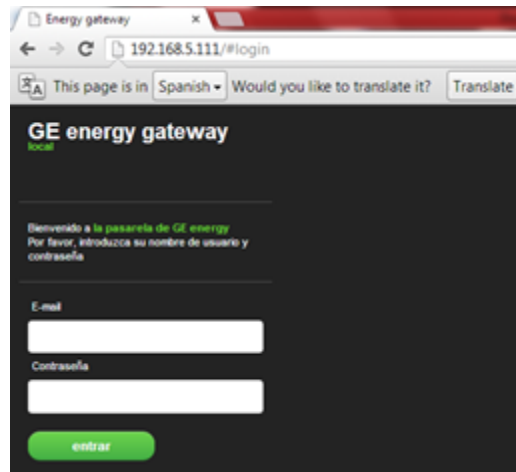 Energy gateway
192.168.5.111/#login
This page is in Spanish Would you like to translate it? Translate
GE energy gateway
local
Bienvenido a la pasarela de GE energy
Por favor, introduzca su nombre de usuario y
contraseña
E-mail
Contraseña
entrar